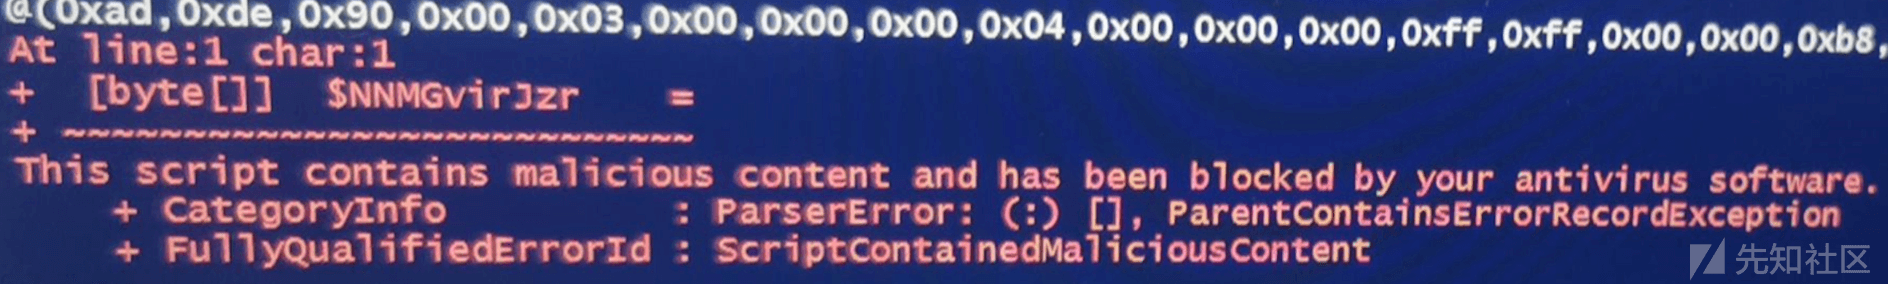 @(0xad,0xde,0x90,0x00,0x03,0x00,0x00,0x00,0x04,0x00,0x00,0x00,0xff,0xff,0x00,0x00,0xb8,
At line:1 char:1
+  [byte[]]  $NNMGvirJzr    =
+ ~~~~~~~~~~~~~~~~~~~~~~~~~~
This script contains malicious content and has been blocked by your antivirus software.
    + CategoryInfo          : ParserError: (:) [], ParentContainsErrorRecordException
    + FullyQualifiedErrorId : ScriptContainedMaliciousContent
先知社区